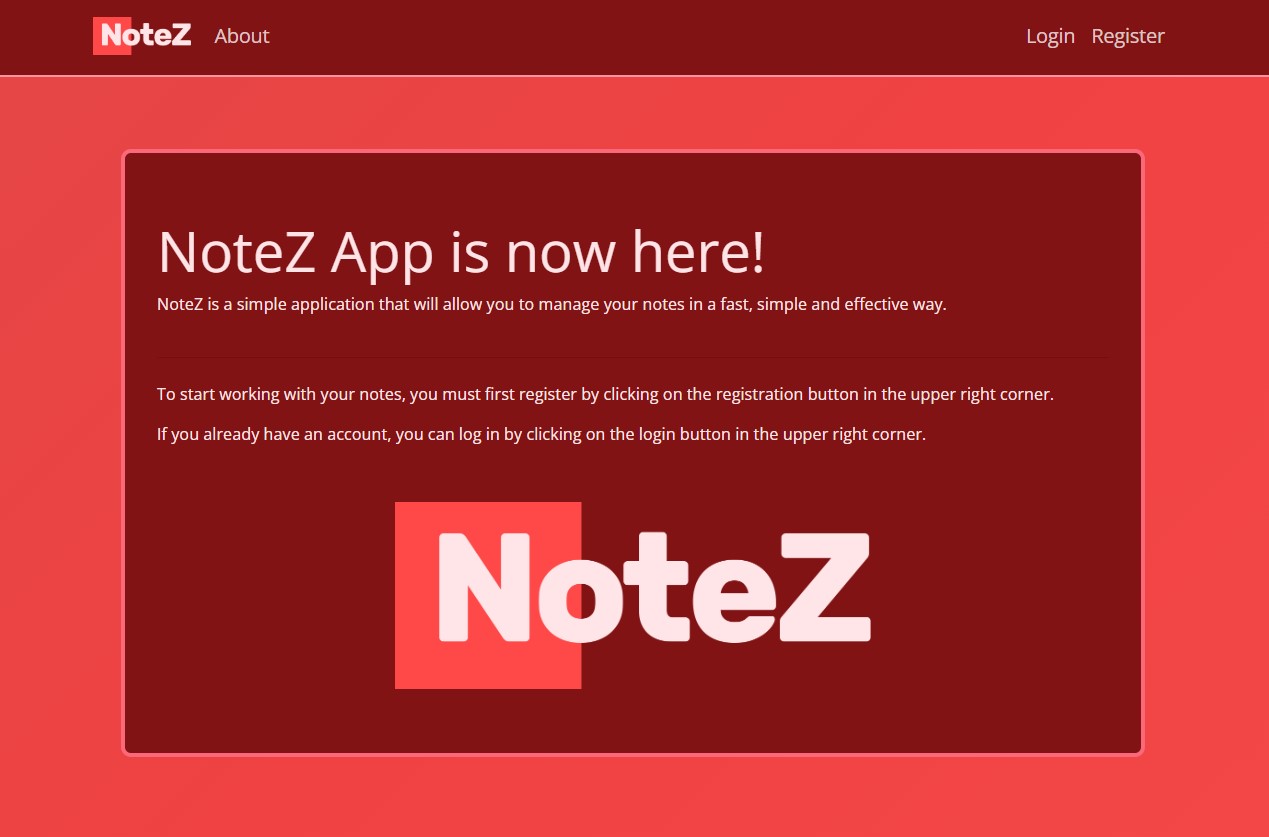 NoteZ About Login Register
NoteZ App is now here!
NoteZ is a simple application that will allow you to manage your notes in a fast, simple and effective way.
To start working with your notes, you must first register by clicking on the registration button in the upper right corner.
If you already have an account, you can log in by clicking on the login button in the upper right corner.
NoteZ